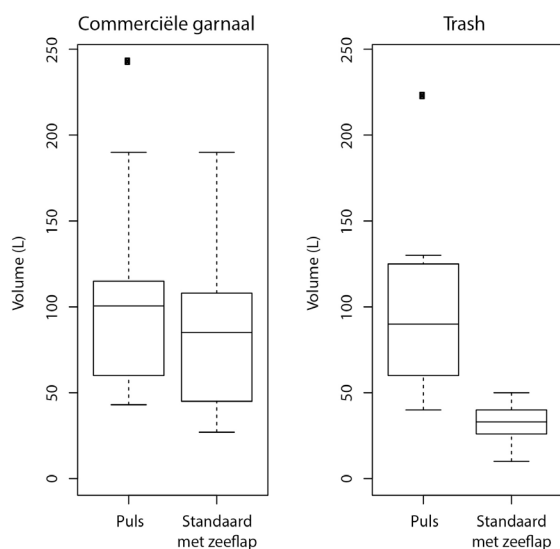 Commerciële garnaal
Volume (L)
250
200
150
100
50
0
Puls
Standaard
met zeeflap
Trash
Volume (L)
250
200
150
100
50
0
Puls
Standaard
met zeeflap